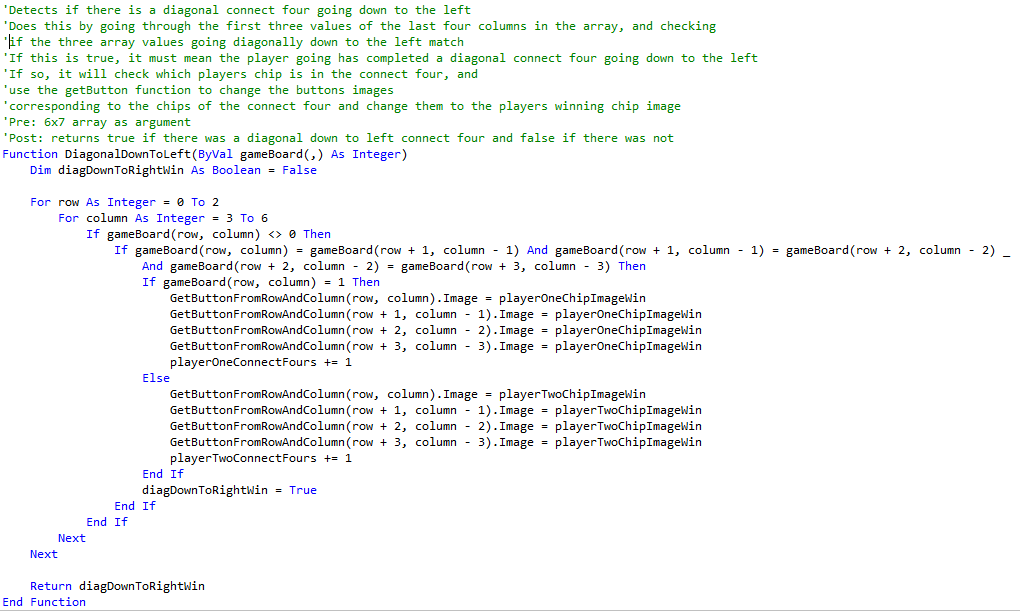 'Detects if there is a diagonal connect four going down to the left
'Does this by going through the first three values of the last four columns in the array, and checking
'if the three array values going diagonally down to the left match
'If this is true, it must mean the player going has completed a diagonal connect four going down to the left
'If so, it will check which players chip is in the connect four, and
'use the getButton function to change the buttons images
'corresponding to the chips of the connect four and change them to the players winning chip image
'Pre: 6x7 array as argument
'Post: returns true if there was a diagonal down to left connect four and false if there was not
Function DiagonalDownToLeft(ByVal gameBoard(,) As Integer)
    Dim diagDownToRightWin As Boolean = False

    For row As Integer = 0 To 2
        For column As Integer = 3 To 6
            If gameBoard(row, column) <> 0 Then
                If gameBoard(row, column) = gameBoard(row + 1, column - 1) And gameBoard(row + 1, column - 1) = gameBoard(row + 2, column - 2) _
                    And gameBoard(row + 2, column - 2) = gameBoard(row + 3, column - 3) Then
                    If gameBoard(row, column) = 1 Then
                        GetButtonFromRowAndColumn(row, column).Image = playerOneChipImageWin
                        GetButtonFromRowAndColumn(row + 1, column - 1).Image = playerOneChipImageWin
                        GetButtonFromRowAndColumn(row + 2, column - 2).Image = playerOneChipImageWin
                        GetButtonFromRowAndColumn(row + 3, column - 3).Image = playerOneChipImageWin
                        playerOneConnectFours += 1
                    Else
                        GetButtonFromRowAndColumn(row, column).Image = playerTwoChipImageWin
                        GetButtonFromRowAndColumn(row + 1, column - 1).Image = playerTwoChipImageWin
                        GetButtonFromRowAndColumn(row + 2, column - 2).Image = playerTwoChipImageWin
                        GetButtonFromRowAndColumn(row + 3, column - 3).Image = playerTwoChipImageWin
                        playerTwoConnectFours += 1
                    End If
                    diagDownToRightWin = True
                End If
            End If
        Next
    Next

    Return diagDownToRightWin
End Function